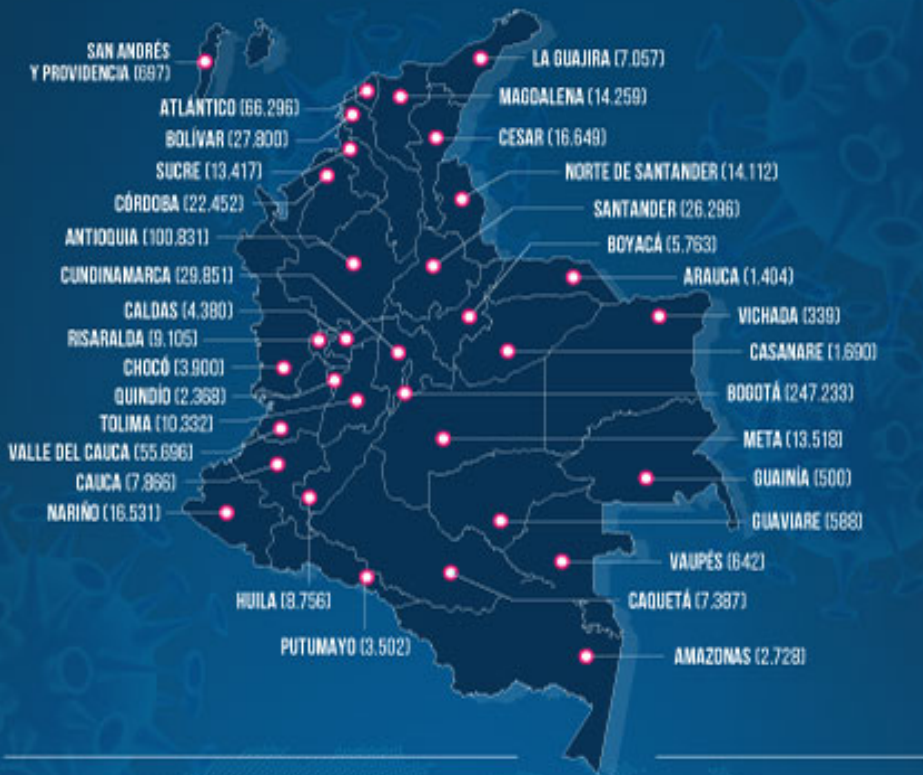 SAN ANDRÉS
Y PROVIDENCIA (697)
ATLÁNTICO (66.296)
BOLÍVAR (27.800)
SUCRE (13.417)
CÓRDOBA (22.452)
ANTIOQUIA (100.831)
CUNDINAMARCA (29.851)
CALDAS (4.380)
RISARALDA (9.105)
CHOCÓ (3.900)
QUINDÍO (2.368)
TOLIMA (10.332)
VALLE DEL CAUCA (55.696)
CAUCA (7.866)
NARIÑO (16.531)
HUILA (8.756)
PUTUMAYO (3.502)
LA GUAJIRA (7.057)
MAGDALENA (14.259)
CESAR (16.649)
NORTE DE SANTANDER (14.112)
SANTANDER (26.296)
BOYACÁ (5.763)
ARAUCA (1.404)
VICHADA (339)
CASANARE (1.690)
BOGOTÁ (247.233)
META (13.518)
GUAINÍA (500)
GUAVIARE (588)
VAUPÉS (642)
CAQUETÁ (7.387)
AMAZONAS (2.728)